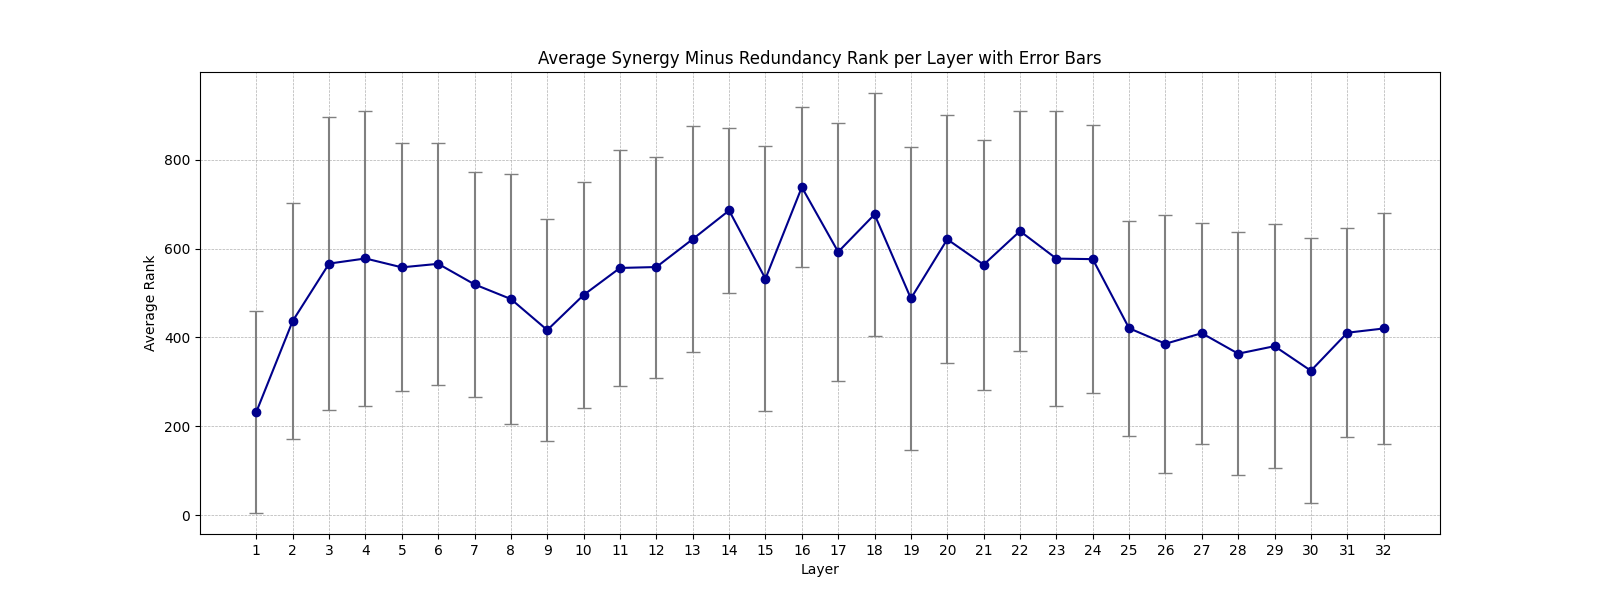 Average Synergy Minus Redundancy Rank per Layer with Error Bars
Average Rank
800
600
400
200
0
1 2 3 4 5 6 7 8 9 10 11 12 13 14 15 16 17 18 19 20 21 22 23 24 25 26 27 28 29 30 31 32
Layer